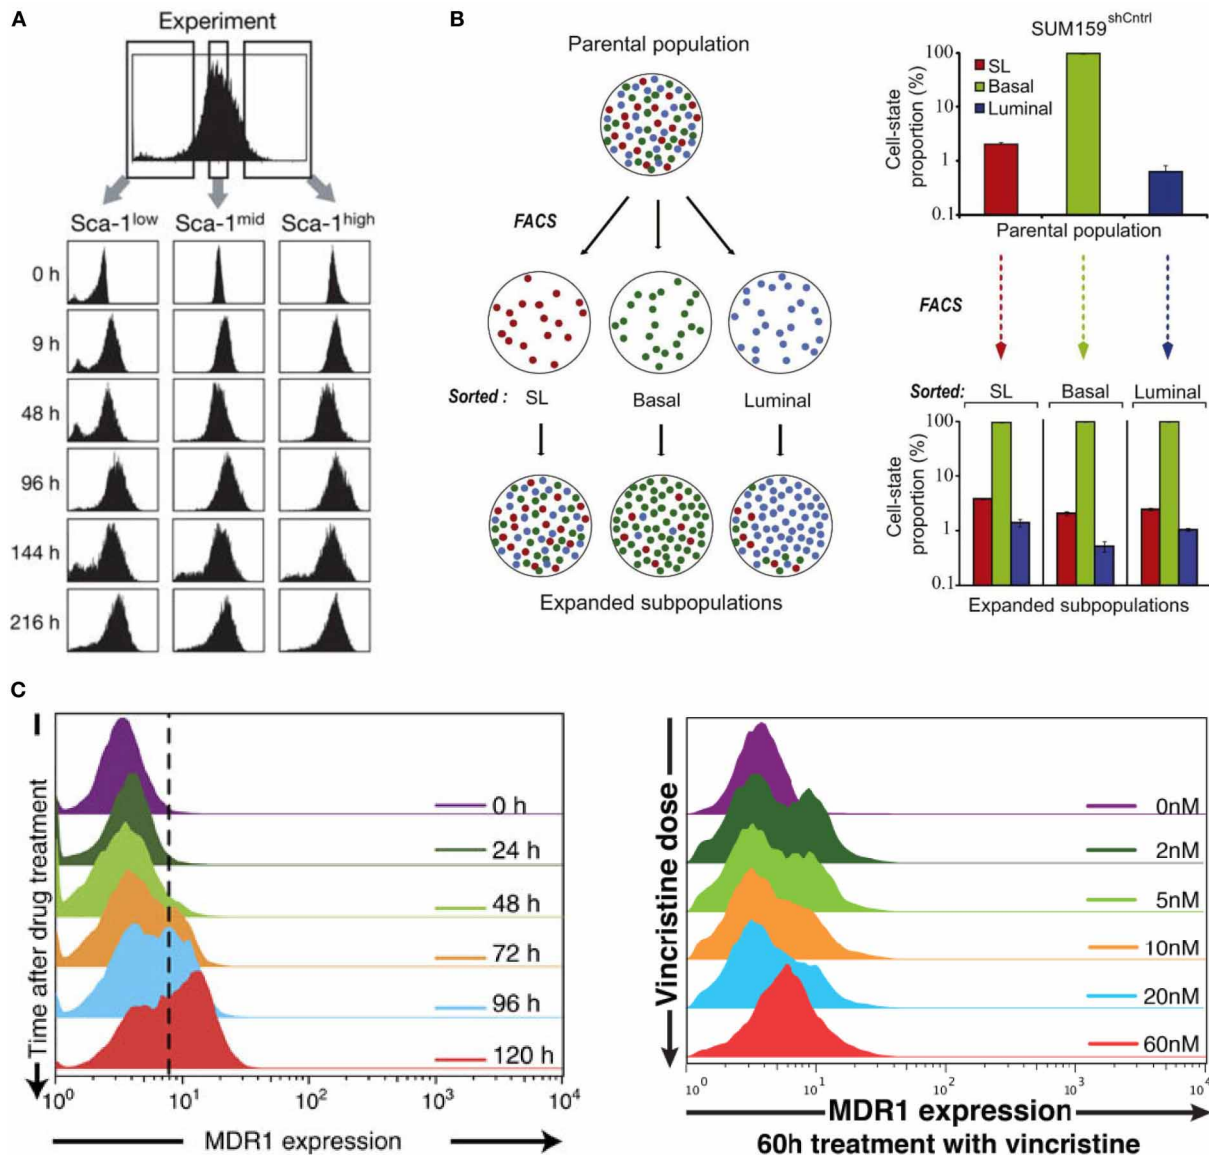 A
Experiment
Sca-1low Sca-1mid Sca-1high
0 h
9 h
48 h
96 h
144 h
216 h
B
Parental population
FACS
Sorted : SL Basal Luminal
Expanded subpopulations
SUM159shCntrl
Cell-state proportion (%)
100
10
1
0.1
SL
Basal
Luminal
Parental population
FACS
Sorted: SL Basal Luminal
Cell-state proportion (%)
100
10
1
0.1
Expanded subpopulations
C
Time after drug treatment
0 h
24 h
48 h
72 h
96 h
120 h
10⁰ 10¹ 10² 10³ 10⁴
MDR1 expression
Vincristine dose
0nM
2nM
5nM
10nM
20nM
60nM
10⁰ 10¹ 10³ 10⁴
MDR1 expression
60h treatment with vincristine